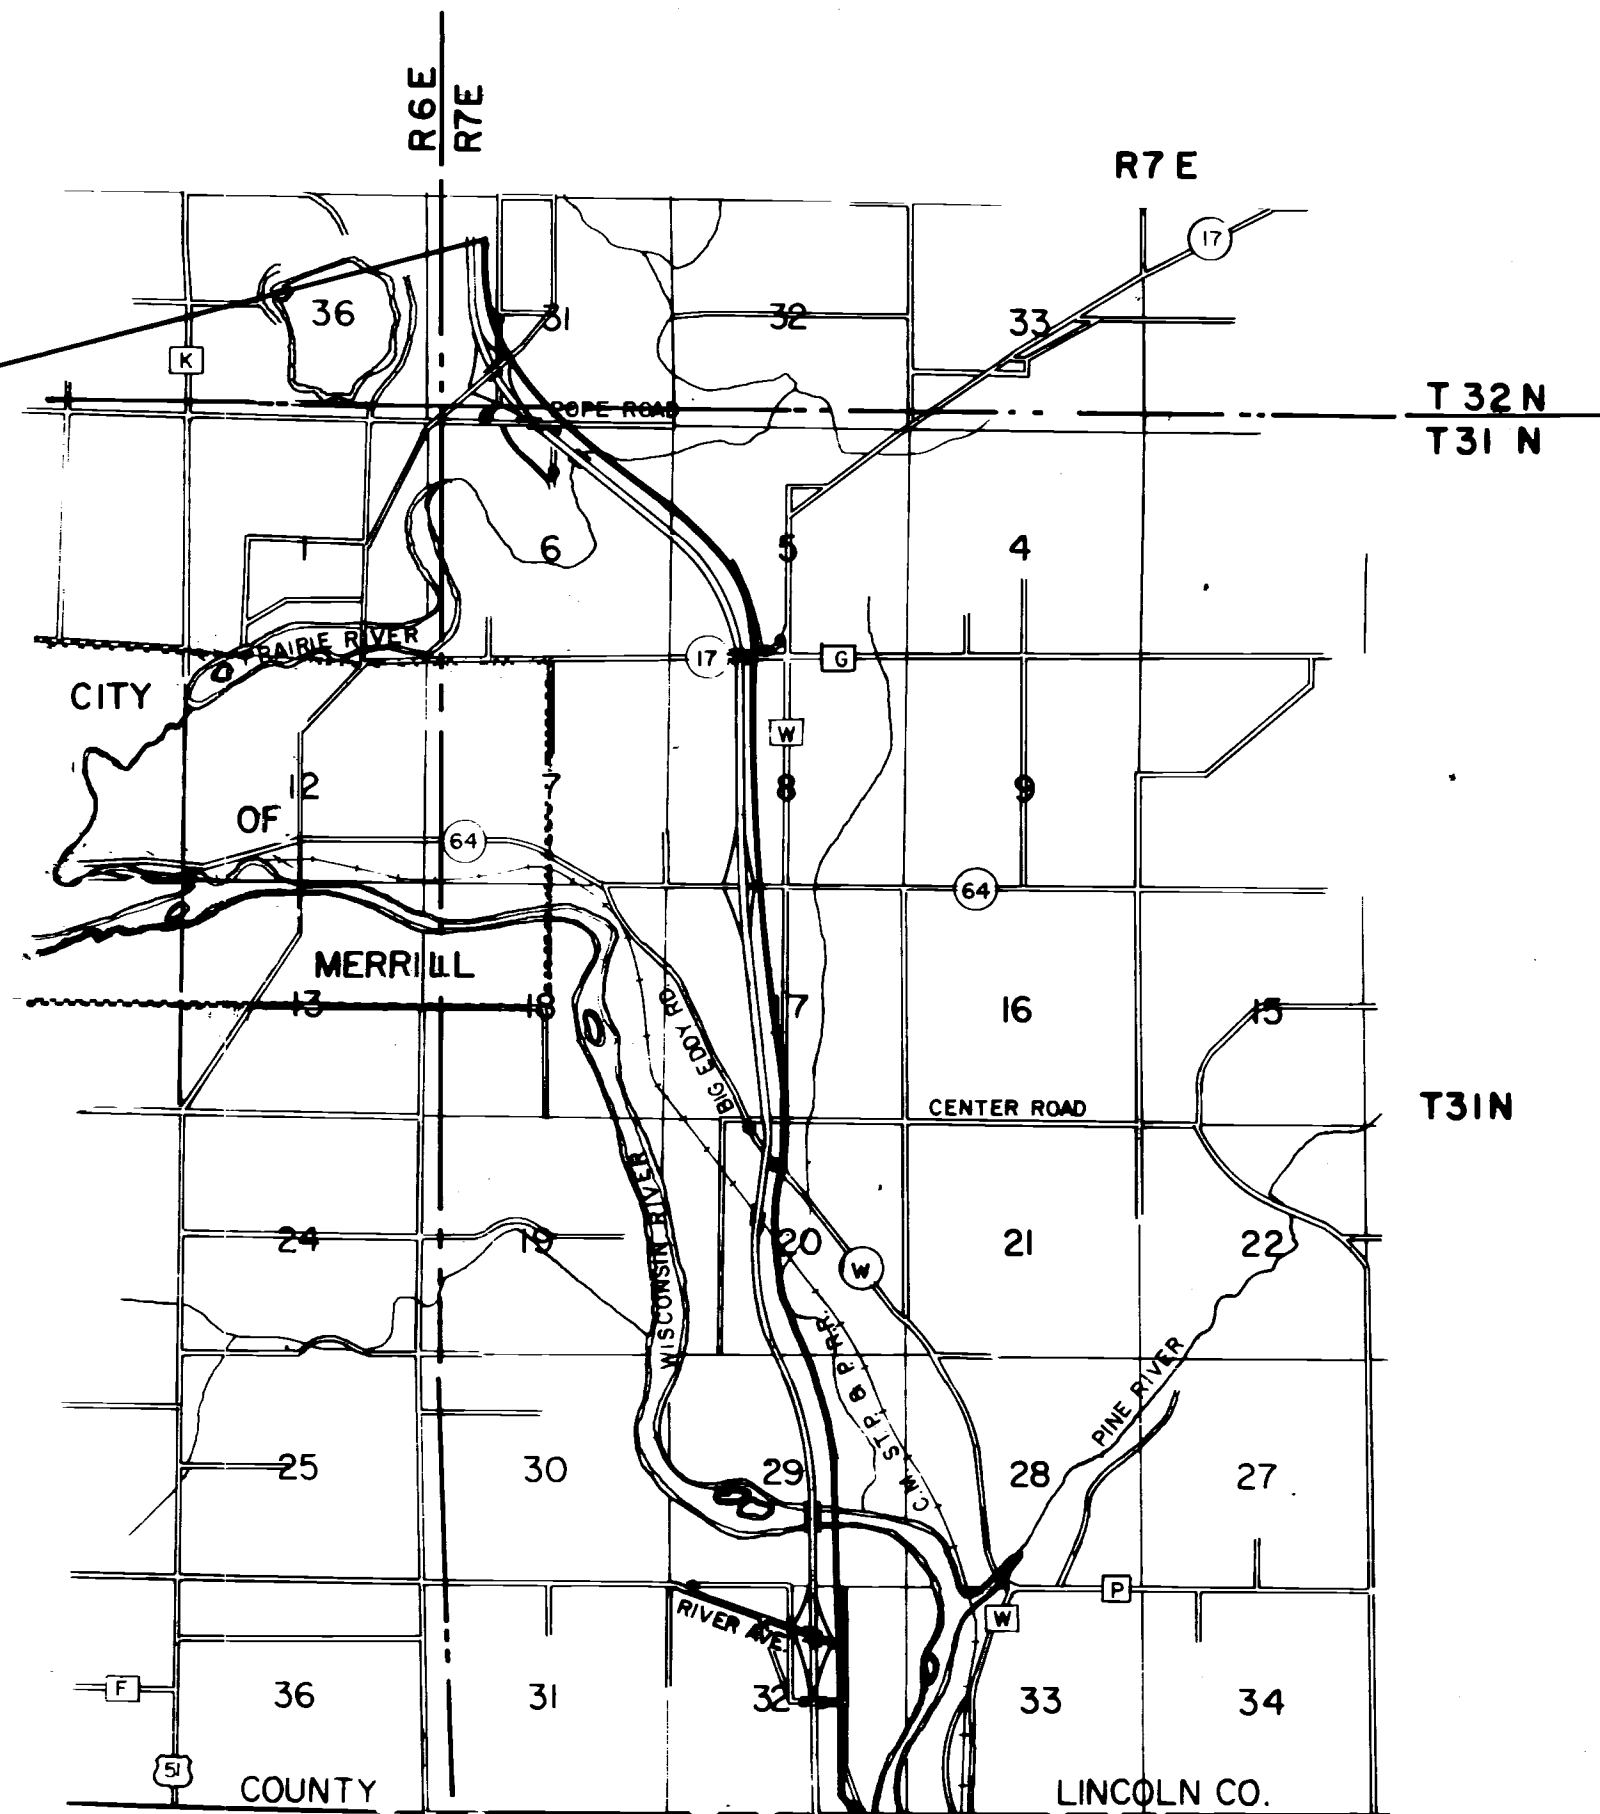 R6E
R7E
R7E
17
36
31
32
33
K
POPE ROAD
T 32 N
T 31 N
1
6
5
4
PRAIRIE RIVER
17
G
CITY
W
12
7
8
9
OF
64
64
MERRILL
13
18
17
16
15
BIG EDDY RD.
CENTER ROAD
T31N
24
19
20
21
22
WISCONSIN RIVER
W
C.M. ST.P. & P. R.R.
PINE RIVER
25
30
29
28
27
P
RIVER AVE.
W
F
36
31
32
33
34
51
COUNTY
LINCOLN CO.